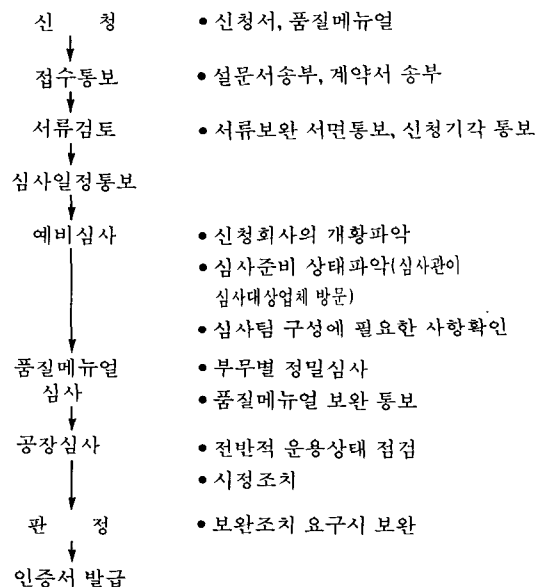 신 청 • 신청서, 품질메뉴얼
접수통보 • 설문서송부, 계약서 송부
서류검토 • 서류보완 서면통보, 신청기각 통보
심사일정통보
예비심사 • 신청회사의 개황파악
• 심사준비 상태파악(심사관이
심사대상업체 방문)
• 심사팀 구성에 필요한 사항확인
품질메뉴얼 • 부무별 정밀심사
심사 • 품질메뉴얼 보완 통보
공장심사 • 전반적 운용상태 점검
• 시정조치
판 정 • 보완조치 요구시 보완
인증서 발급